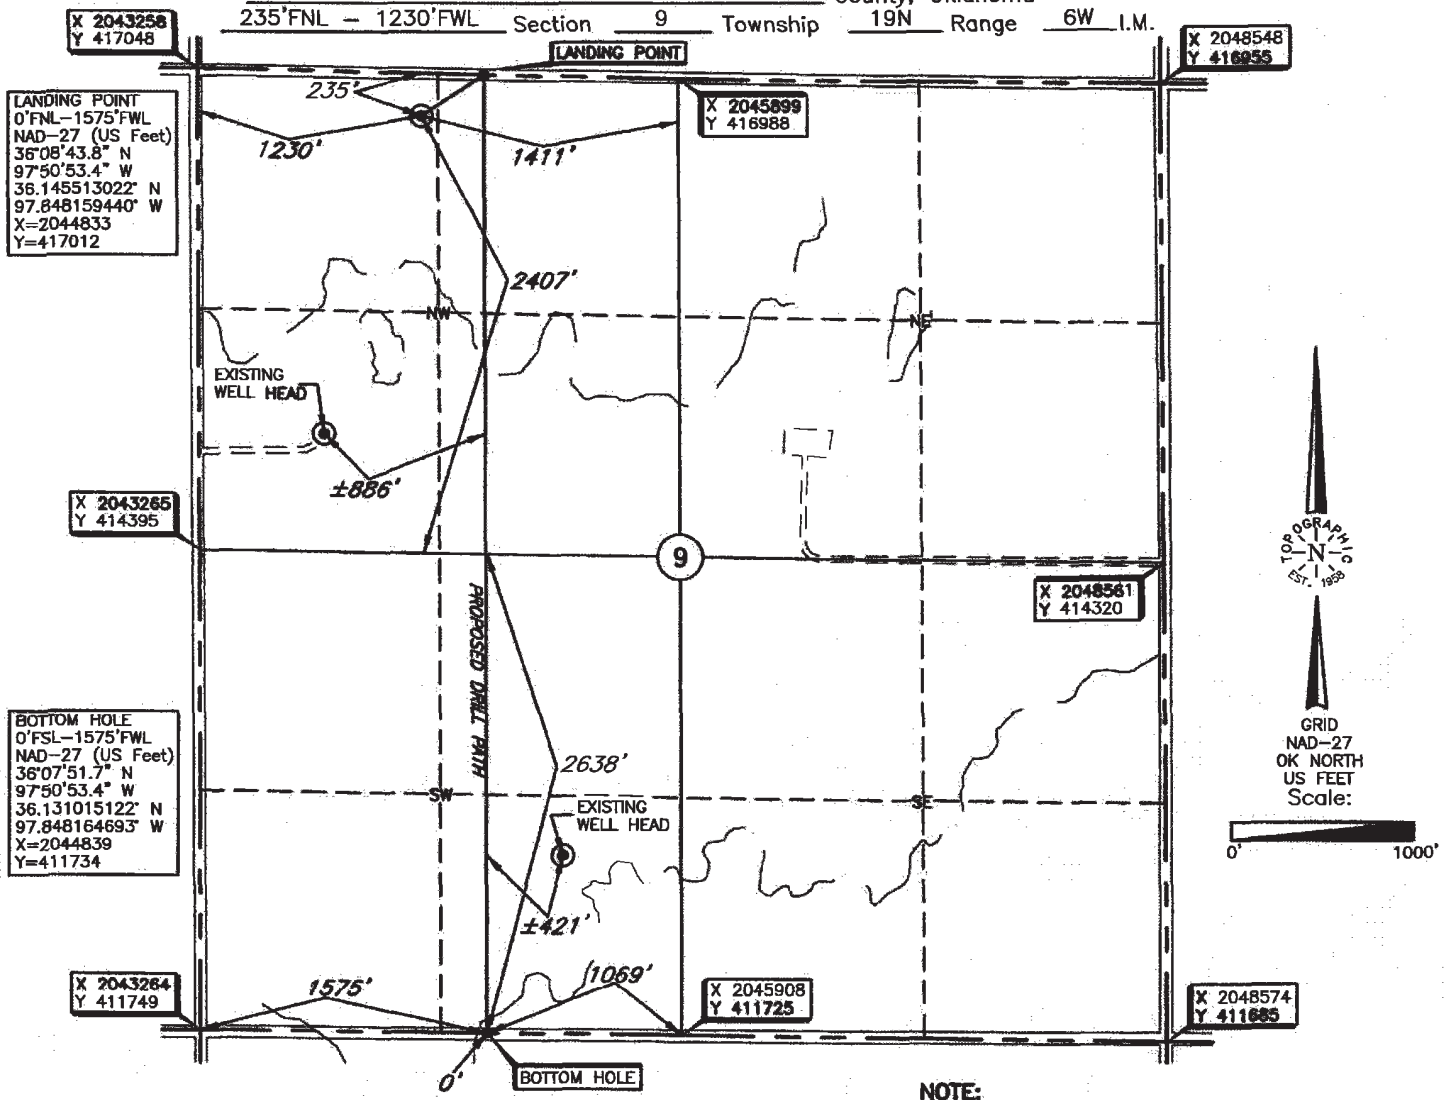 235'FNL – 1230'FWL Section 9 Township 19N Range 6W I.M.
X 2043258
Y 417048
LANDING POINT
X 2048548
Y 416955
LANDING POINT
0'FNL–1575'FWL
NAD–27 (US Feet)
36°08'43.8" N
97°50'53.4" W
36.145513022° N
97.848159440° W
X=2044833
Y=417012
235'
X 2045899
Y 416988
1230'
1411'
2407'
NW
NE
EXISTING
WELL HEAD
±886'
X 2043265
Y 414395
9
TOPOGRAPHIC
N
EST. 1958
X 2048561
Y 414320
PROPOSED DRILL PATH
BOTTOM HOLE
0'FSL–1575'FWL
NAD–27 (US Feet)
36°07'51.7" N
97°50'53.4" W
36.131015122° N
97.848164693° W
X=2044839
Y=411734
GRID
NAD–27
OK NORTH
US FEET
Scale:
0' 1000'
2638'
SW
SE
EXISTING
WELL HEAD
±421'
X 2043264
Y 411749
1575'
1069'
X 2045908
Y 411725
X 2048574
Y 411685
0'
BOTTOM HOLE
NOTE: